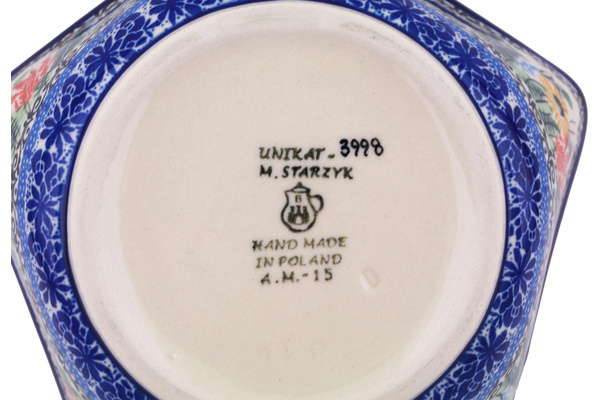 UNIKAT-3998
M. STARZYK
B
HAND MADE
IN POLAND
A.M.-15
D